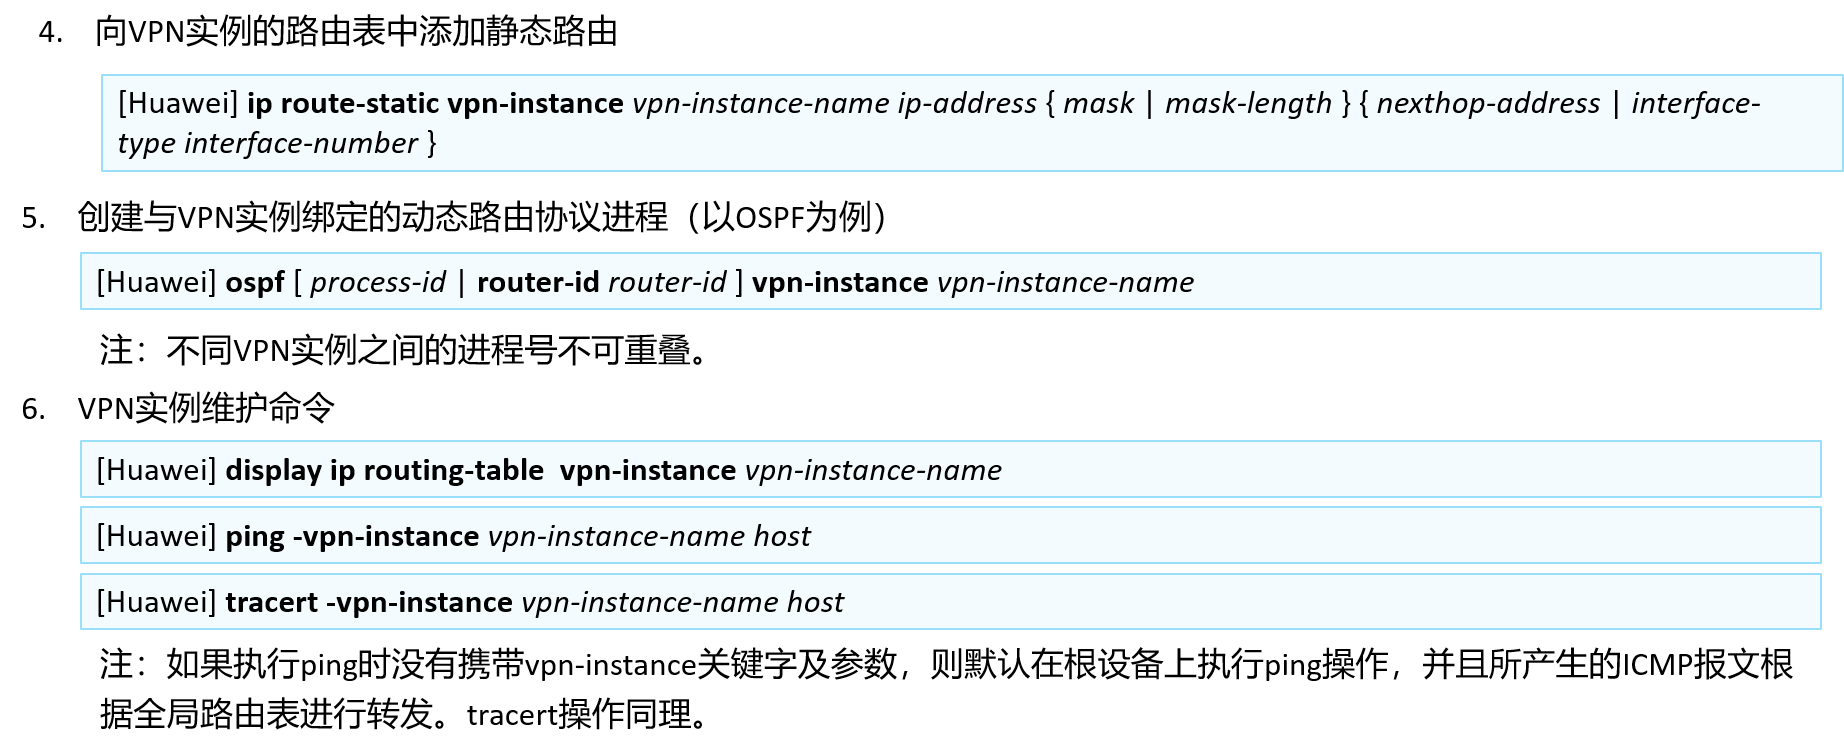 4. 向VPN实例的路由表中添加静态路由
[Huawei] ip route-static vpn-instance vpn-instance-name ip-address { mask | mask-length } { nexthop-address | interface-
type interface-number }
5. 创建与VPN实例绑定的动态路由协议进程（以OSPF为例）
[Huawei] ospf [ process-id | router-id router-id ] vpn-instance vpn-instance-name
注：不同VPN实例之间的进程号不可重叠。
6. VPN实例维护命令
[Huawei] display ip routing-table  vpn-instance vpn-instance-name
[Huawei] ping -vpn-instance vpn-instance-name host
[Huawei] tracert -vpn-instance vpn-instance-name host
注：如果执行ping时没有携带vpn-instance关键字及参数，则默认在根设备上执行ping操作，并且所产生的ICMP报文根
据全局路由表进行转发。tracert操作同理。